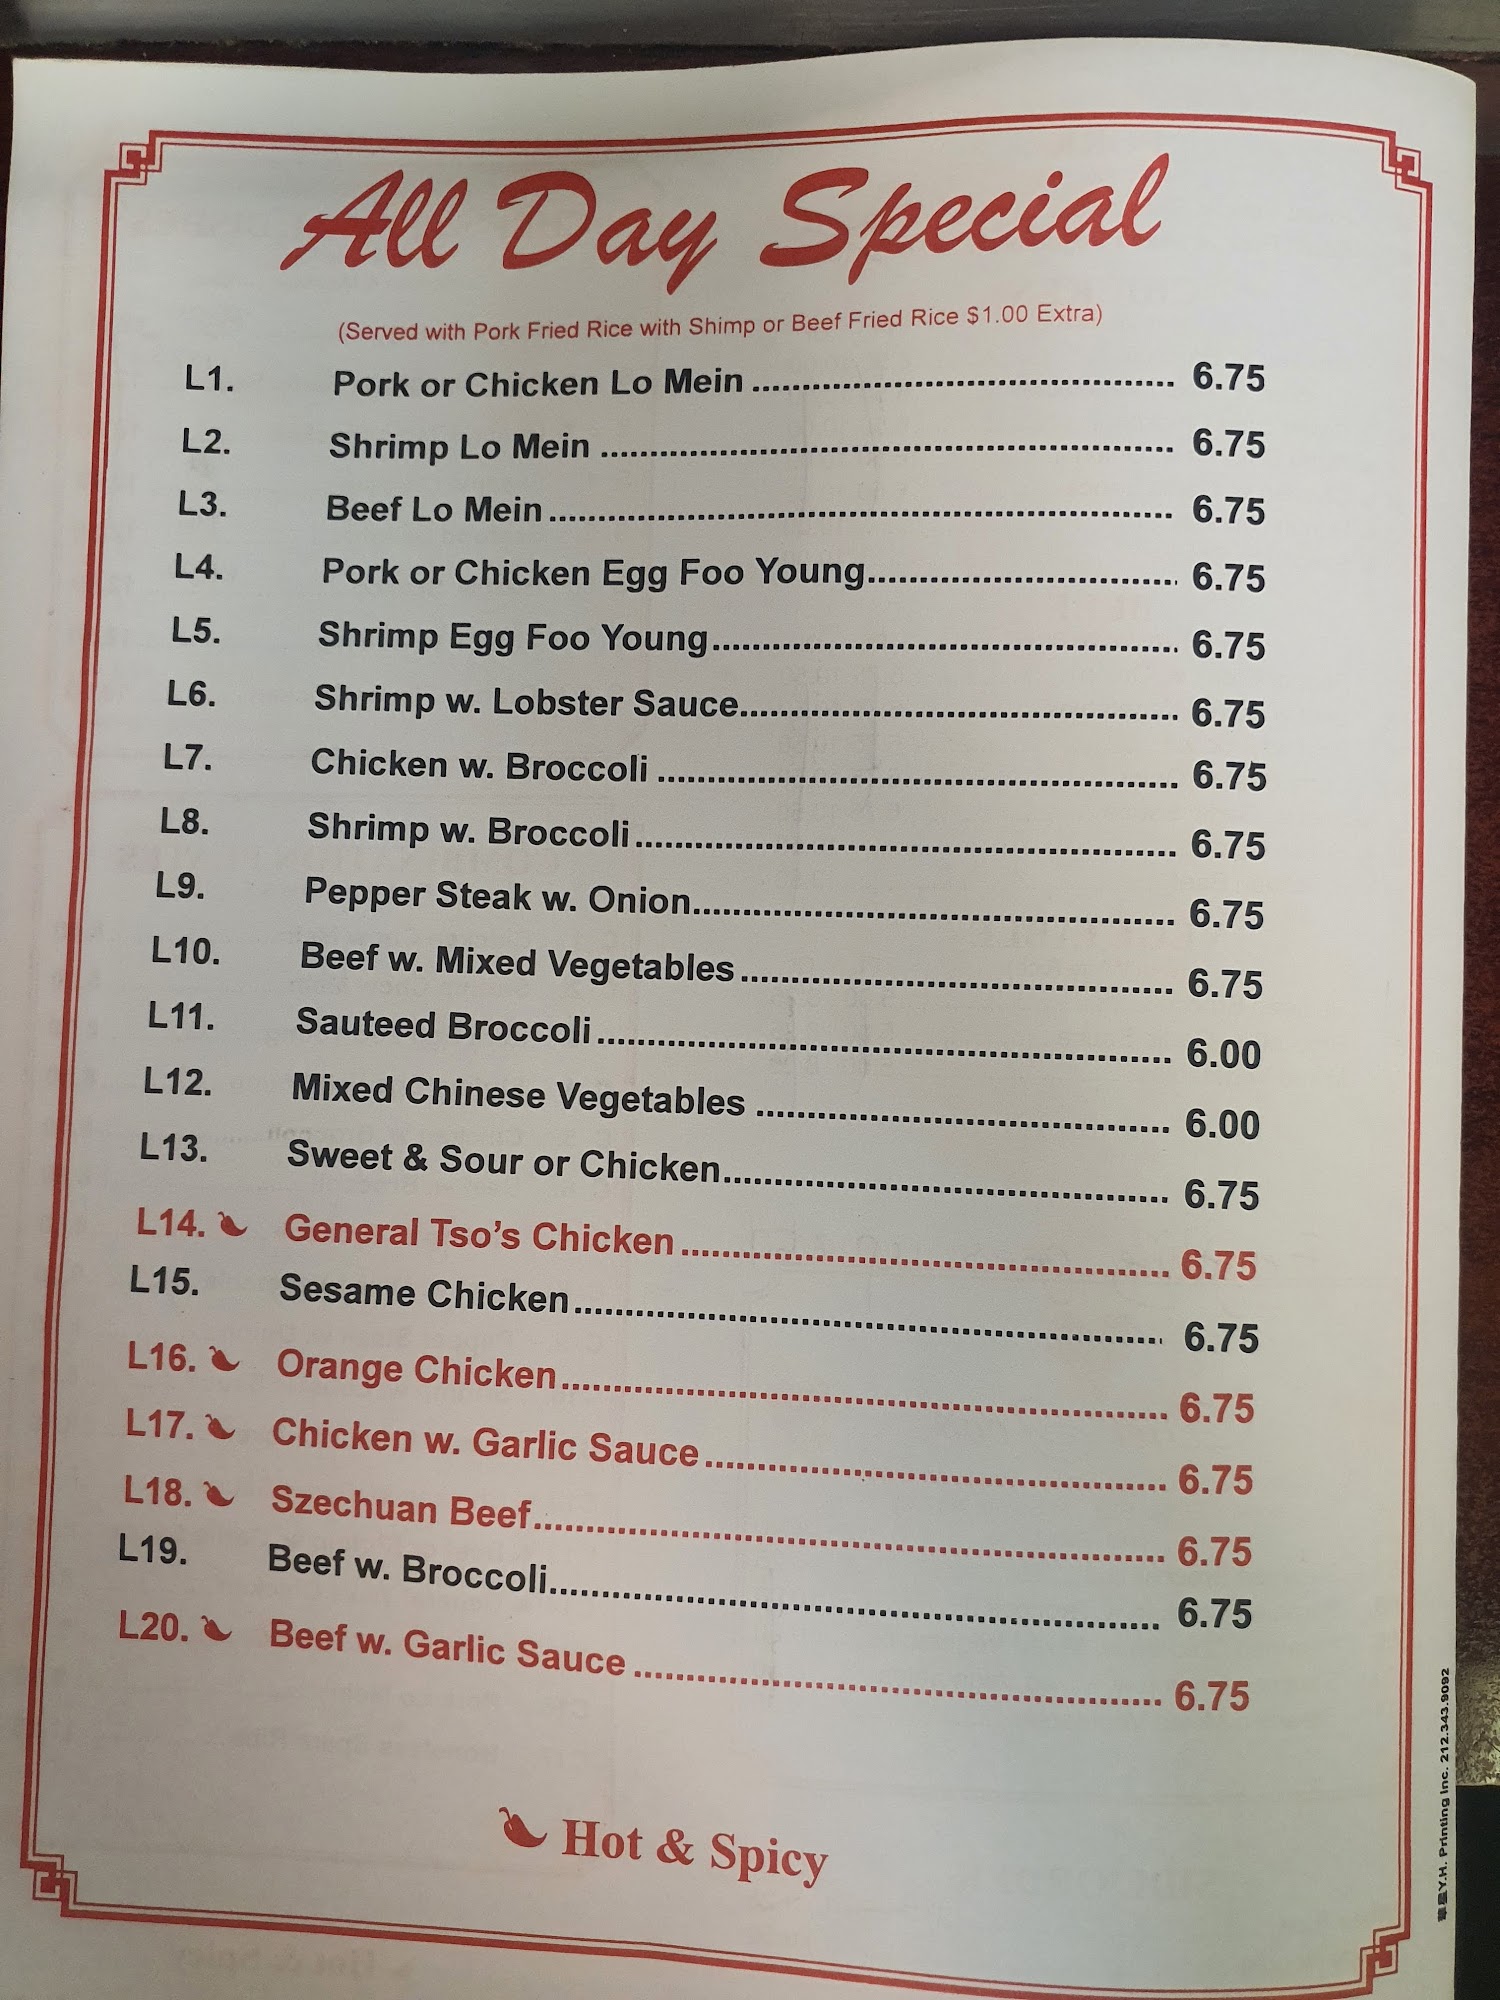 All Day Special
(Served with Pork Fried Rice with Shimp or Beef Fried Rice $1.00 Extra)
L1. Pork or Chicken Lo Mein 6.75
L2. Shrimp Lo Mein 6.75
L3. Beef Lo Mein 6.75
L4. Pork or Chicken Egg Foo Young 6.75
L5. Shrimp Egg Foo Young 6.75
L6. Shrimp w. Lobster Sauce 6.75
L7. Chicken w. Broccoli 6.75
L8. Shrimp w. Broccoli 6.75
L9. Pepper Steak w. Onion 6.75
L10. Beef w. Mixed Vegetables 6.75
L11. Sauteed Broccoli 6.00
L12. Mixed Chinese Vegetables 6.00
L13. Sweet & Sour or Chicken 6.75
L14. General Tso's Chicken 6.75
L15. Sesame Chicken 6.75
L16. Orange Chicken 6.75
L17. Chicken w. Garlic Sauce 6.75
L18. Szechuan Beef 6.75
L19. Beef w. Broccoli 6.75
L20. Beef w. Garlic Sauce 6.75
Hot & Spicy
Y.H. Printing Inc. 212.343.9092